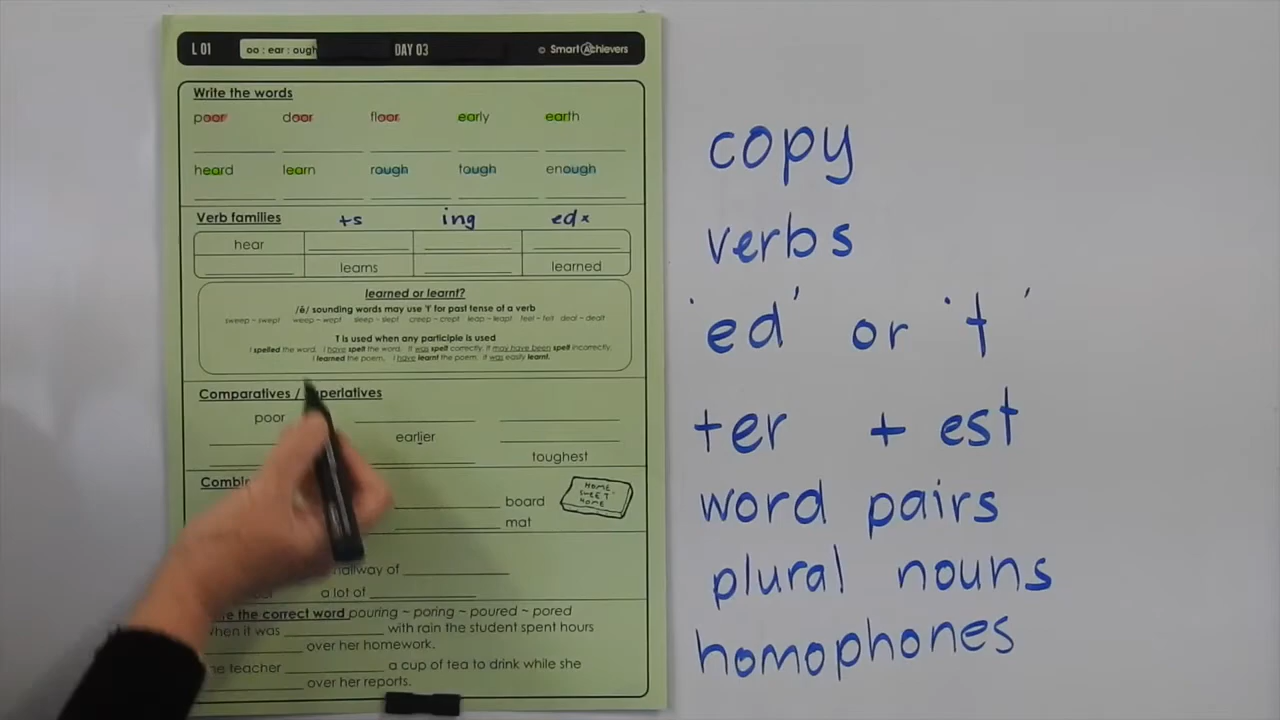 L 01 oo : ear : ough DAY 03 © SmartAchievers
Write the words
poor door floor early earth
heard learn rough tough enough
Verb families +s ing ed x
hear
learns learned
learned or learnt?
/ē/ sounding words may use 't' for past tense of a verb
sweep ~ swept weep ~ wept sleep ~ slept creep ~ crept leap ~ leapt feel ~ felt deal ~ dealt
T is used when any participle is used
I spelled the word. I have spelt the word. It was spelt correctly. It may have been spelt incorrectly.
I learned the poem. I have learnt the poem. It was easily learnt.
Comparatives / perlatives
poor
earlier
toughest
Combin
board
mat
HOME
SWEET
HOME
hallway of
a lot of
the correct word pouring ~ poring ~ poured ~ pored
hen it was with rain the student spent hours
over her homework.
e teacher a cup of tea to drink while she
over her reports.
copy
verbs
'ed' or 't'
+er + est
word pairs
plural nouns
homophones